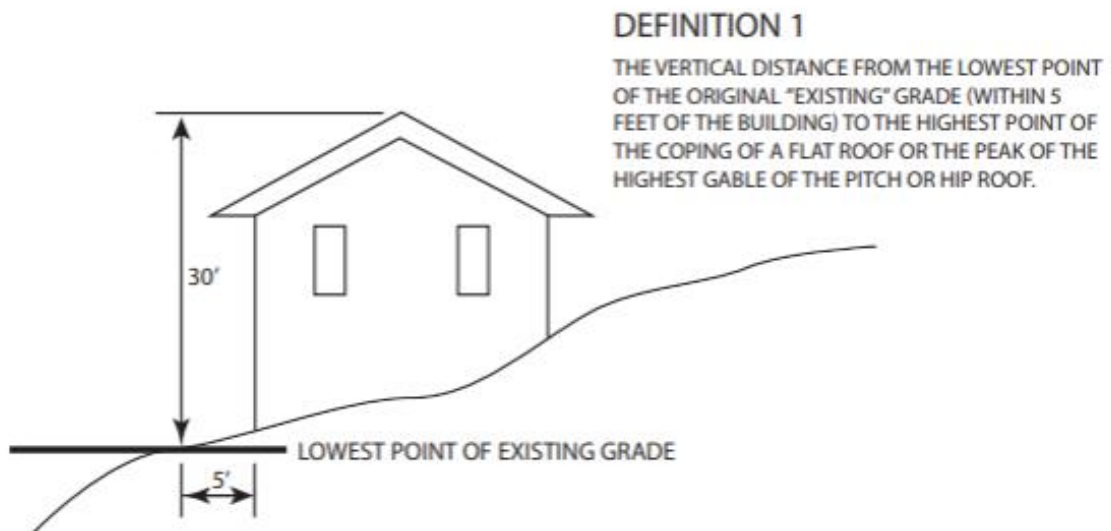 DEFINITION 1
THE VERTICAL DISTANCE FROM THE LOWEST POINT
OF THE ORIGINAL “EXISTING” GRADE (WITHIN 5
FEET OF THE BUILDING) TO THE HIGHEST POINT OF
THE COPING OF A FLAT ROOF OR THE PEAK OF THE
HIGHEST GABLE OF THE PITCH OR HIP ROOF.
30′
LOWEST POINT OF EXISTING GRADE
5′